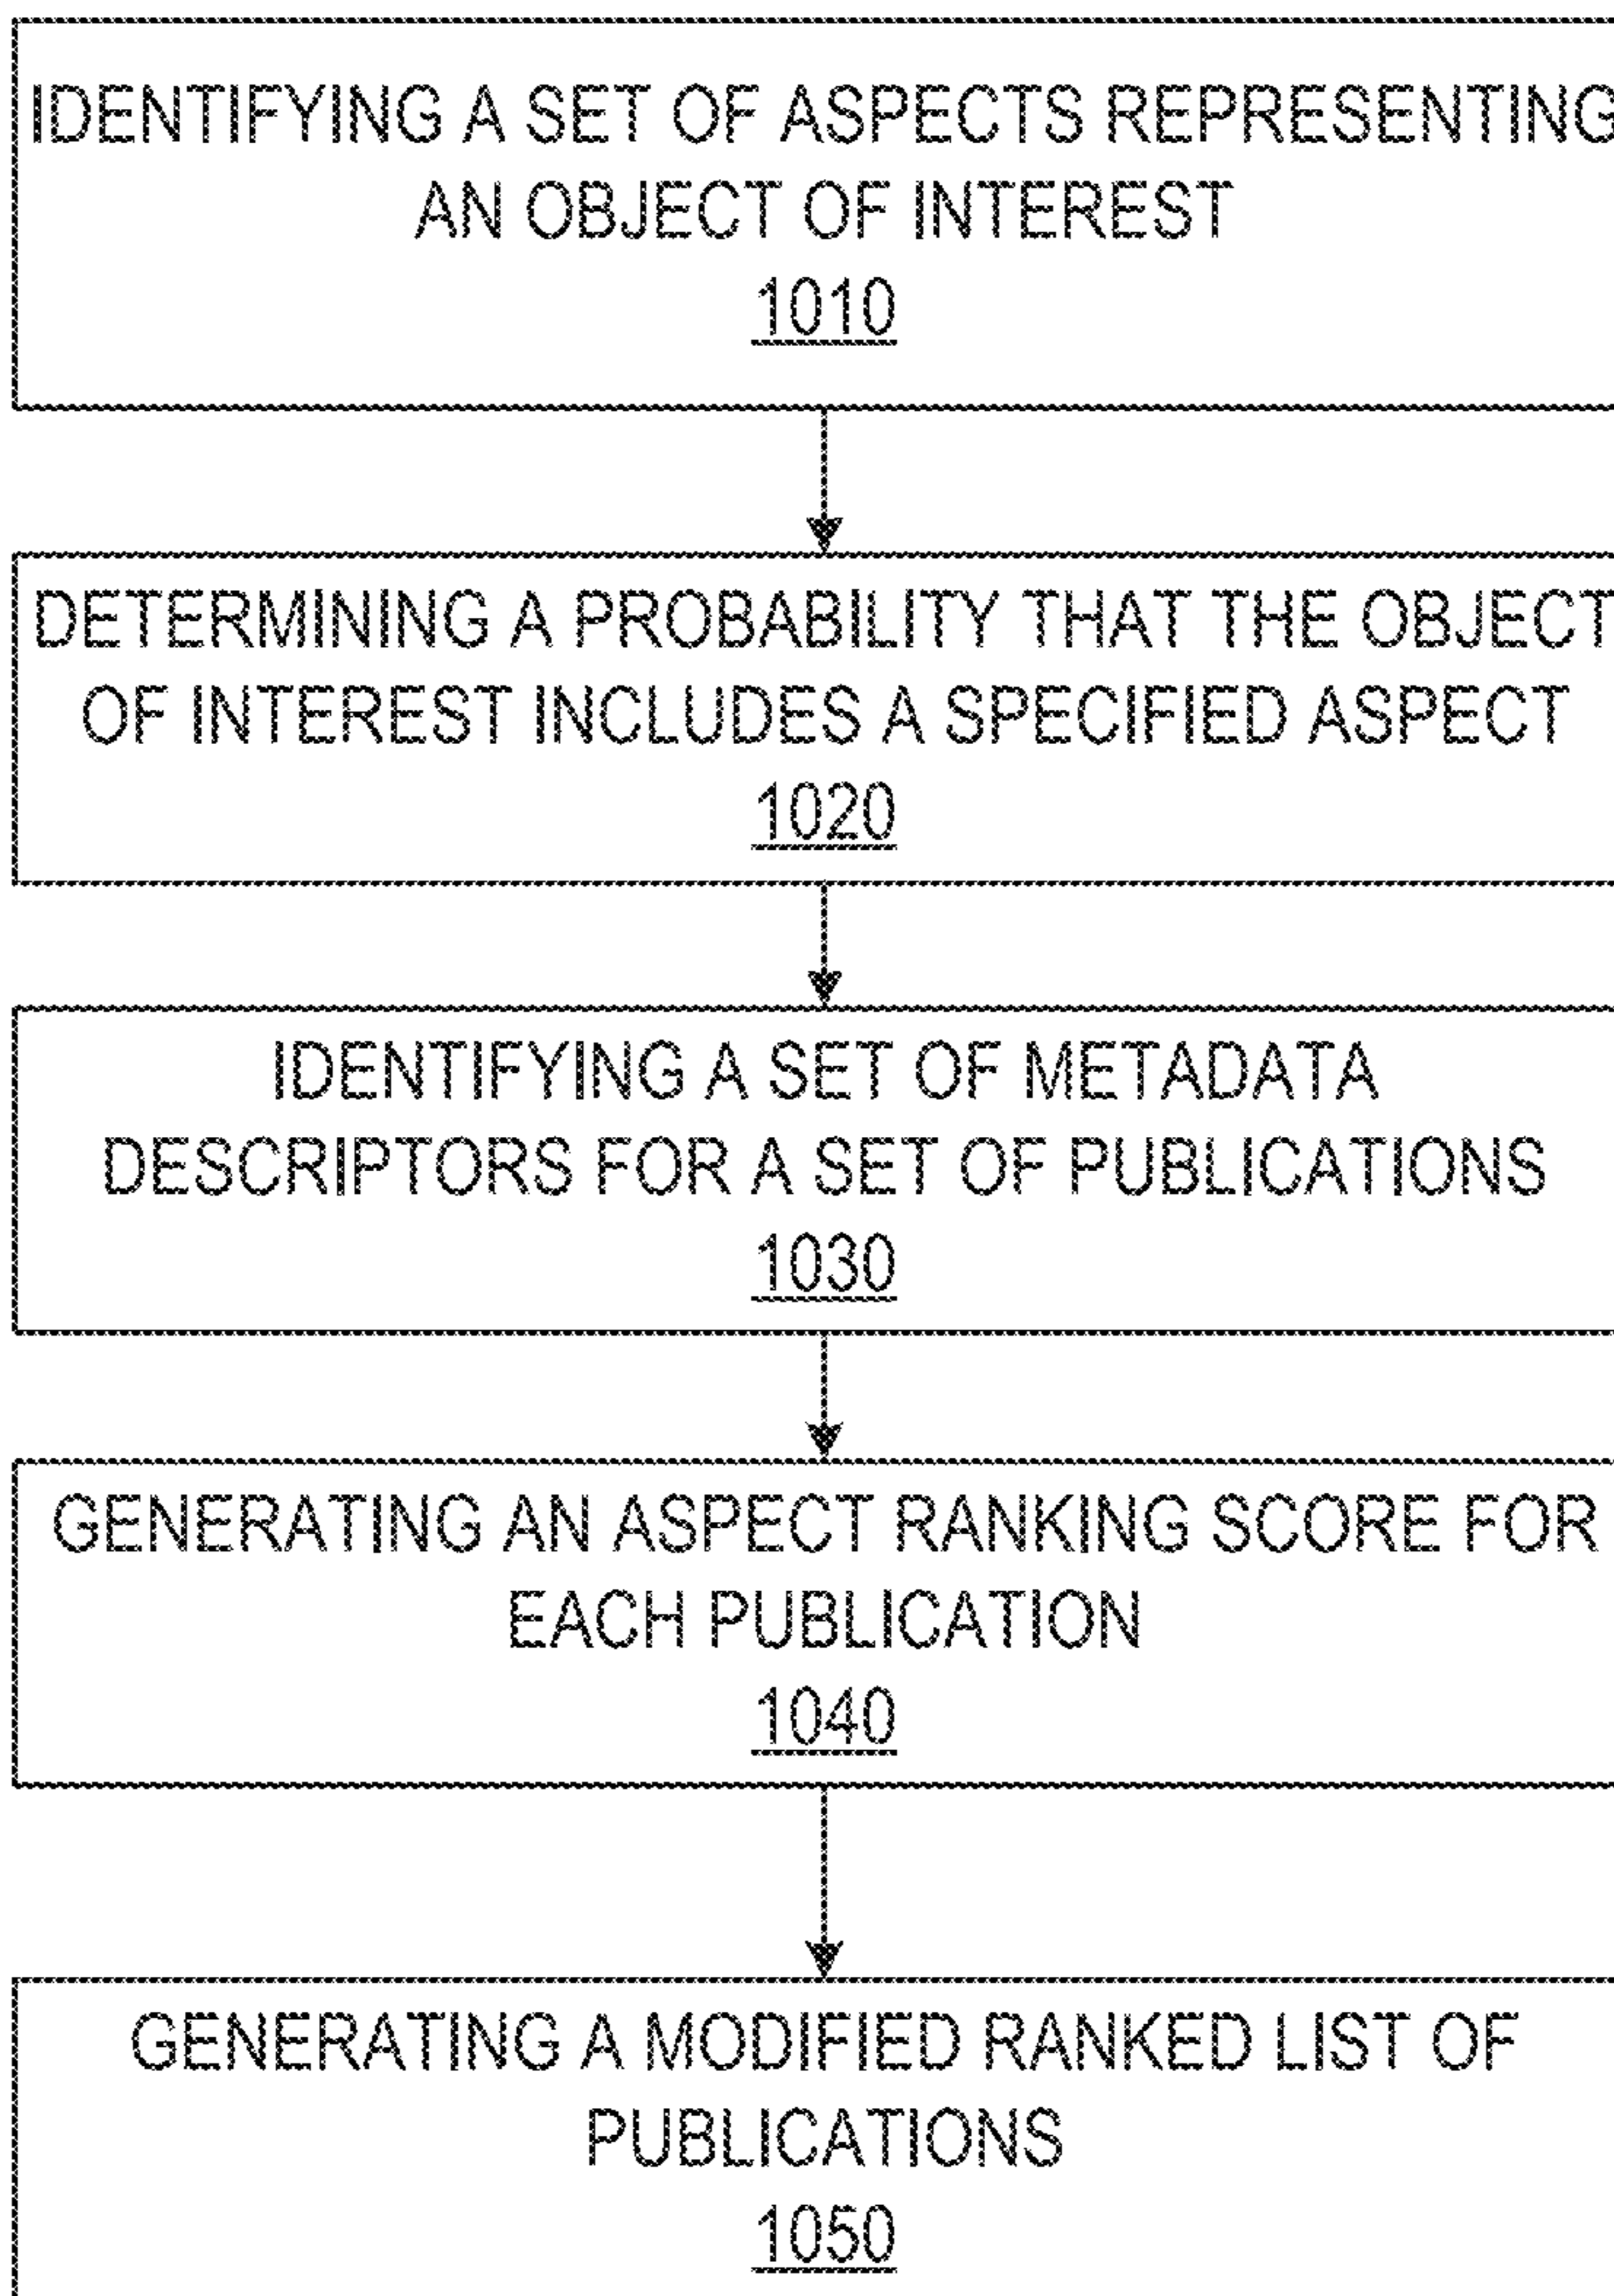 IDENTIFYING A SET OF ASPECTS REPRESENTING
AN OBJECT OF INTEREST
1010
DETERMINING A PROBABILITY THAT THE OBJECT
OF INTEREST INCLUDES A SPECIFIED ASPECT
1020
IDENTIFYING A SET OF METADATA
DESCRIPTORS FOR A SET OF PUBLICATIONS
1030
GENERATING AN ASPECT RANKING SCORE FOR
EACH PUBLICATION
1040
GENERATING A MODIFIED RANKED LIST OF
PUBLICATIONS
1050